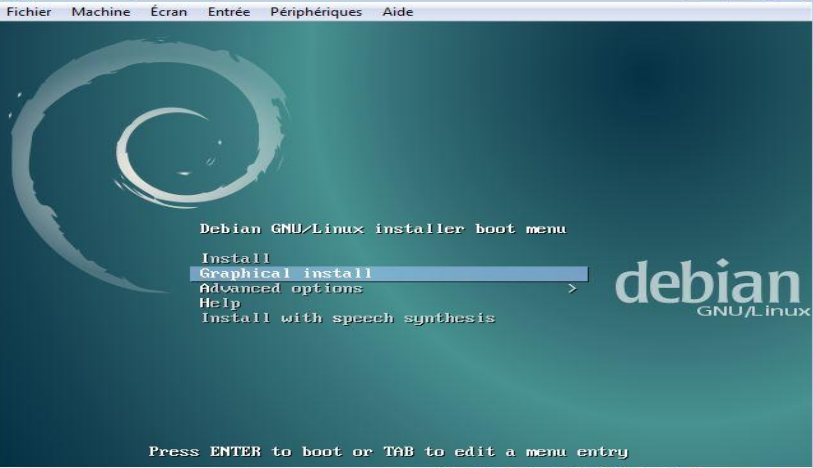 Fichier Machine Écran Entrée Périphériques Aide
Debian GNU/Linux installer boot menu
Install
Graphical install
Advanced options >
Help
Install with speech synthesis
debian
GNU/Linux
Press ENTER to boot or TAB to edit a menu entry